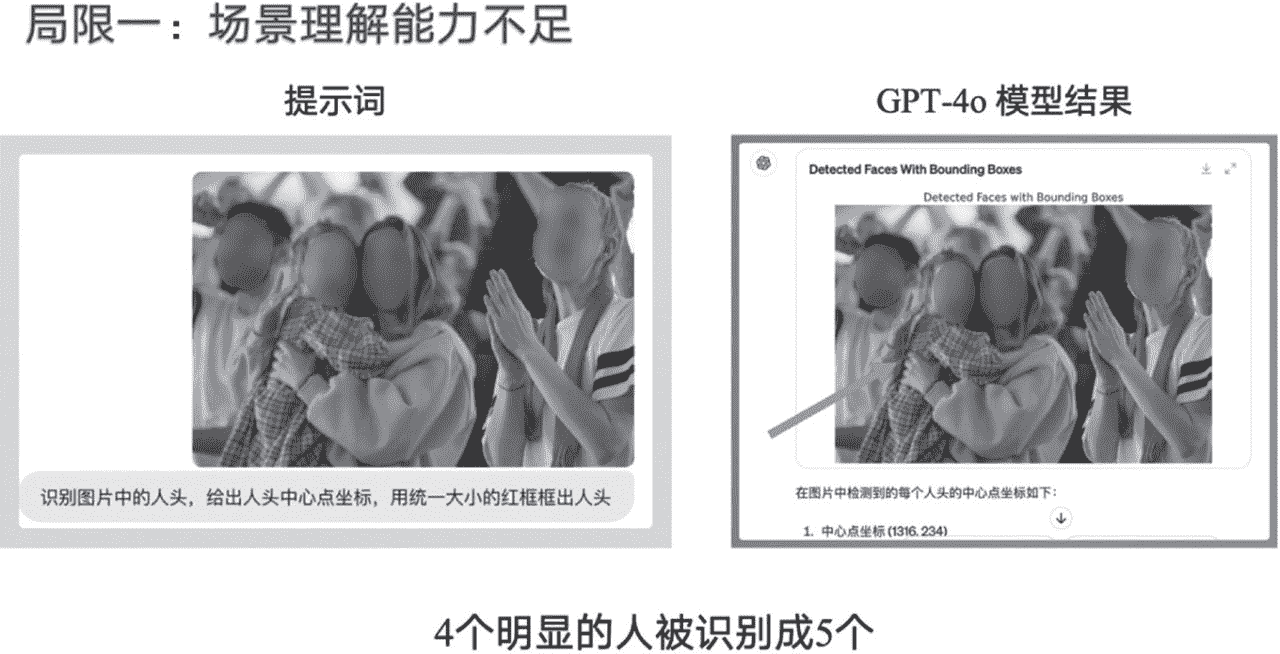 局限一：场景理解能力不足
提示词
GPT-4o 模型结果
识别图片中的人头，给出人头中心点坐标，用统一大小的红框框出人头
Detected Faces With Bounding Boxes
Detected Faces with Bounding Boxes
在图片中检测到的每个人头的中心点坐标如下：
1. 中心点坐标 (1316, 234)
4个明显的人被识别成5个